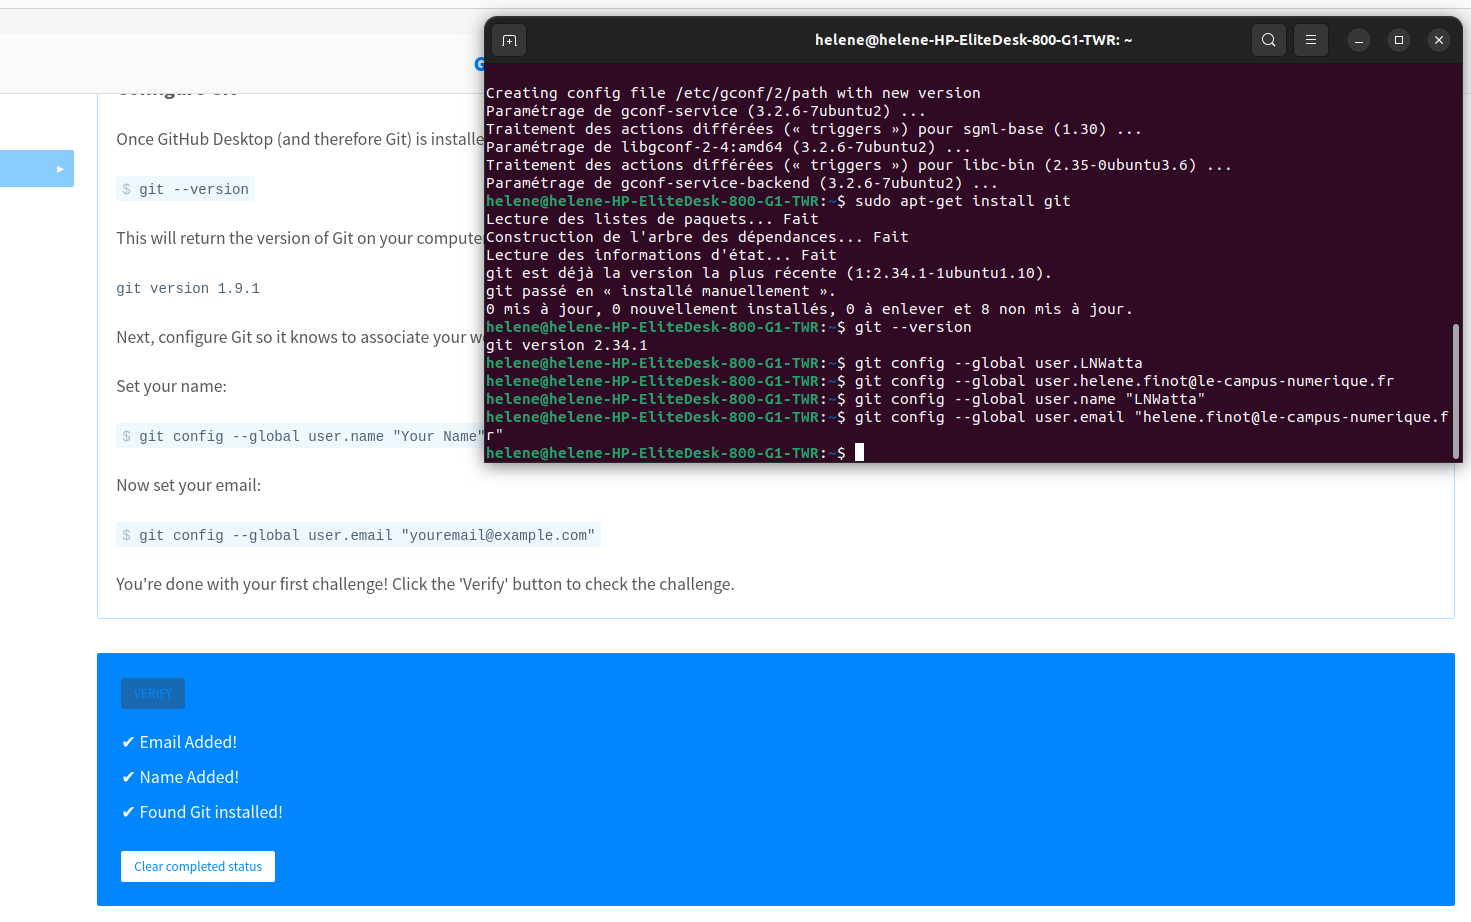 helene@helene-HP-EliteDesk-800-G1-TWR: ~
Creating config file /etc/gconf/2/path with new version
Paramétrage de gconf-service (3.2.6-7ubuntu2) ...
Traitement des actions différées (« triggers ») pour sgml-base (1.30) ...
Paramétrage de libgconf-2-4:amd64 (3.2.6-7ubuntu2) ...
Traitement des actions différées (« triggers ») pour libc-bin (2.35-0ubuntu3.6) ...
Paramétrage de gconf-service-backend (3.2.6-7ubuntu2) ...
helene@helene-HP-EliteDesk-800-G1-TWR:~$ sudo apt-get install git
Lecture des listes de paquets... Fait
Construction de l'arbre des dépendances... Fait
Lecture des informations d'état... Fait
git est déjà la version la plus récente (1:2.34.1-1ubuntu1.10).
git passé en « installé manuellement ».
0 mis à jour, 0 nouvellement installés, 0 à enlever et 8 non mis à jour.
helene@helene-HP-EliteDesk-800-G1-TWR:~$ git --version
git version 2.34.1
helene@helene-HP-EliteDesk-800-G1-TWR:~$ git config --global user.LNWatta
helene@helene-HP-EliteDesk-800-G1-TWR:~$ git config --global user.helene.finot@le-campus-numerique.fr
helene@helene-HP-EliteDesk-800-G1-TWR:~$ git config --global user.name "LNWatta"
helene@helene-HP-EliteDesk-800-G1-TWR:~$ git config --global user.email "helene.finot@le-campus-numerique.f
r"
helene@helene-HP-EliteDesk-800-G1-TWR:~$
Once GitHub Desktop (and therefore Git) is installe
$ git --version
This will return the version of Git on your compute
git version 1.9.1
Next, configure Git so it knows to associate your w
Set your name:
$ git config --global user.name "Your Name"
Now set your email:
$ git config --global user.email "youremail@example.com"
You're done with your first challenge! Click the 'Verify' button to check the challenge.
VERIFY
✔ Email Added!
✔ Name Added!
✔ Found Git installed!
Clear completed status